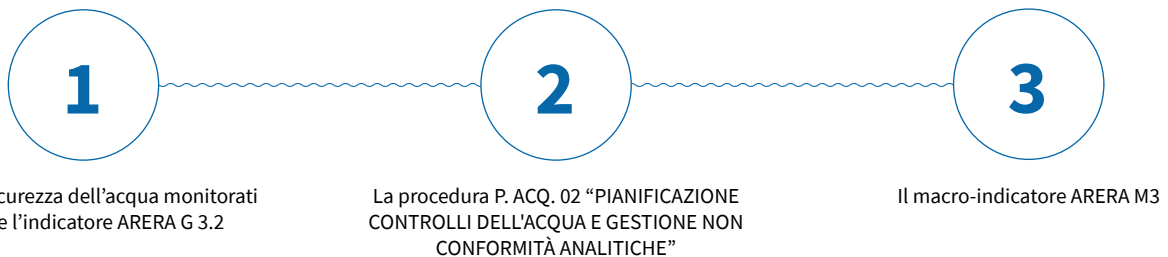 1
2
3
dell’acqua monitorati
l’indicatore ARERA G 3.2
La procedura P. ACQ. 02 “PIANIFICAZIONE
CONTROLLI DELL'ACQUA E GESTIONE NON
CONFORMITÀ ANALITICHE”
Il macro-indicatore ARERA M3